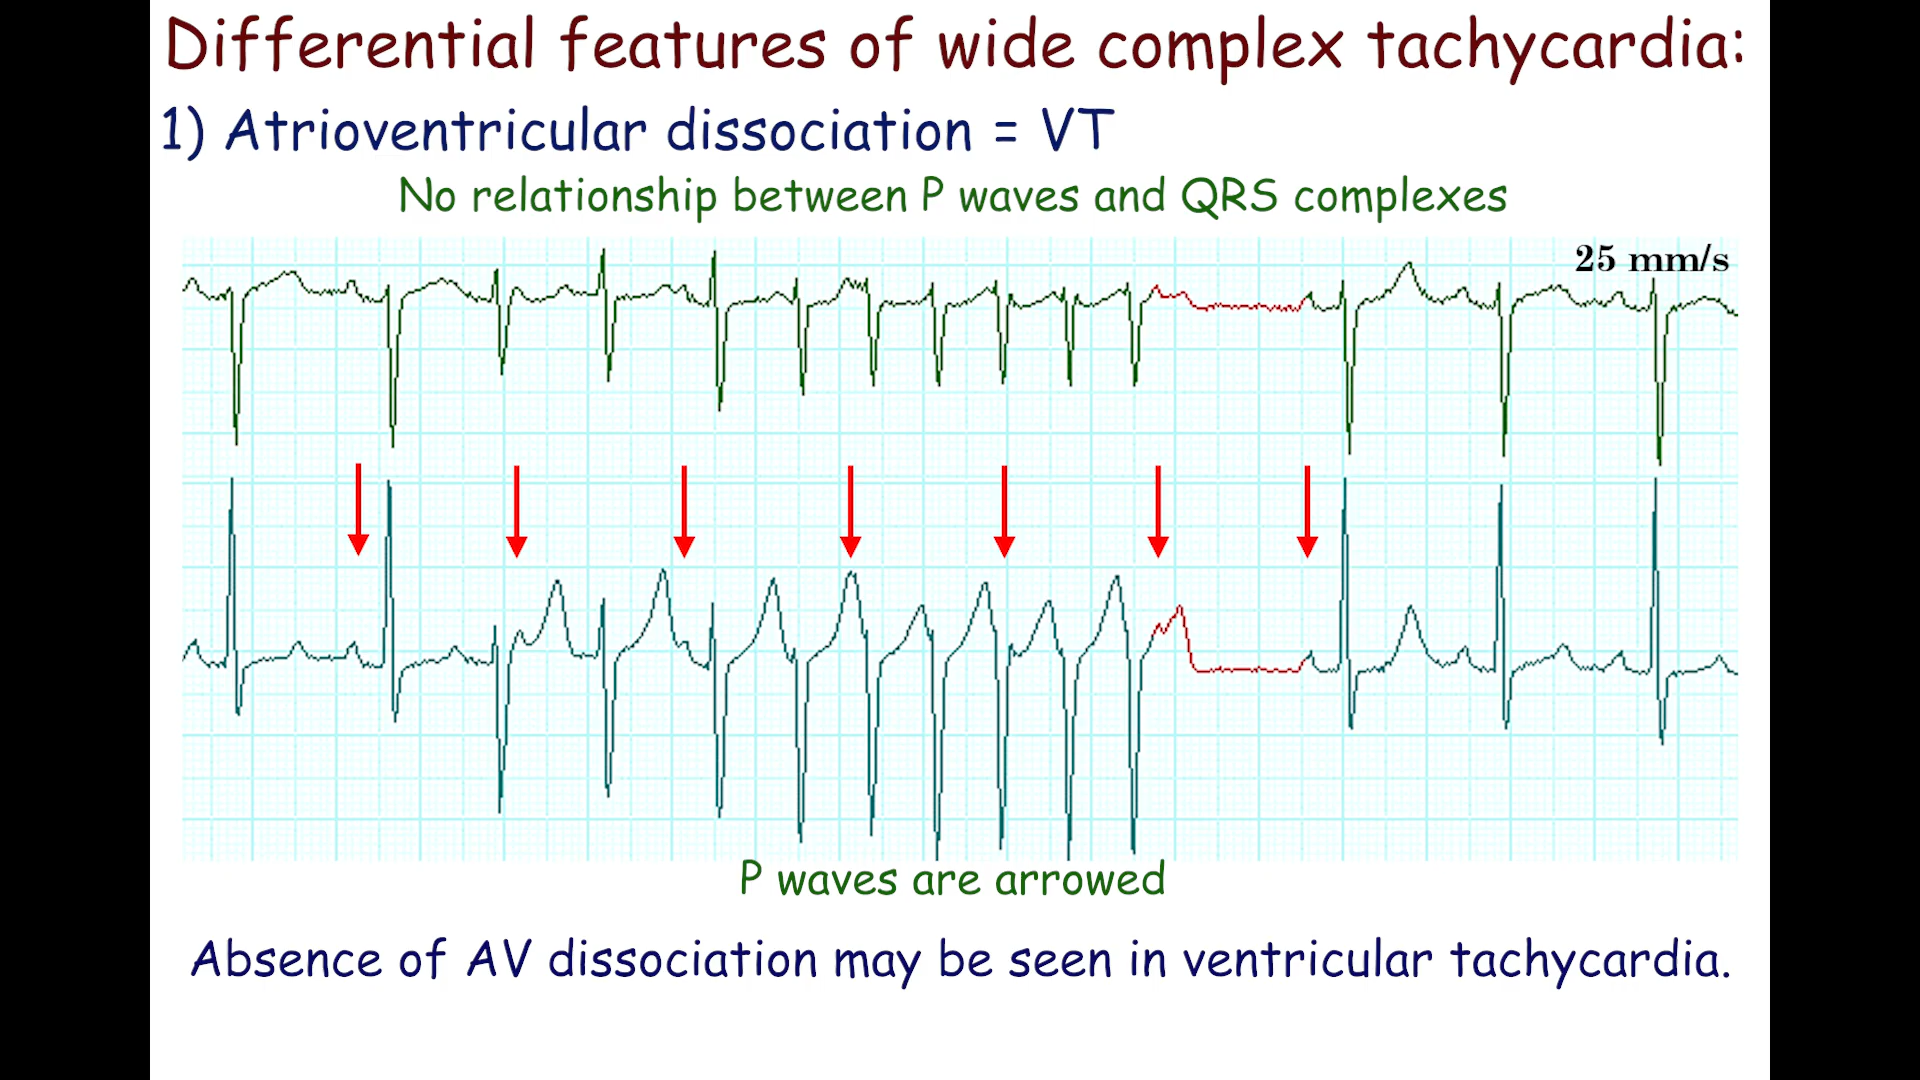 Differential features of wide complex tachycardia:
1) Atrioventricular dissociation = VT
No relationship between P waves and QRS complexes
25 mm/s
P waves are arrowed
Absence of AV dissociation may be seen in ventricular tachycardia.